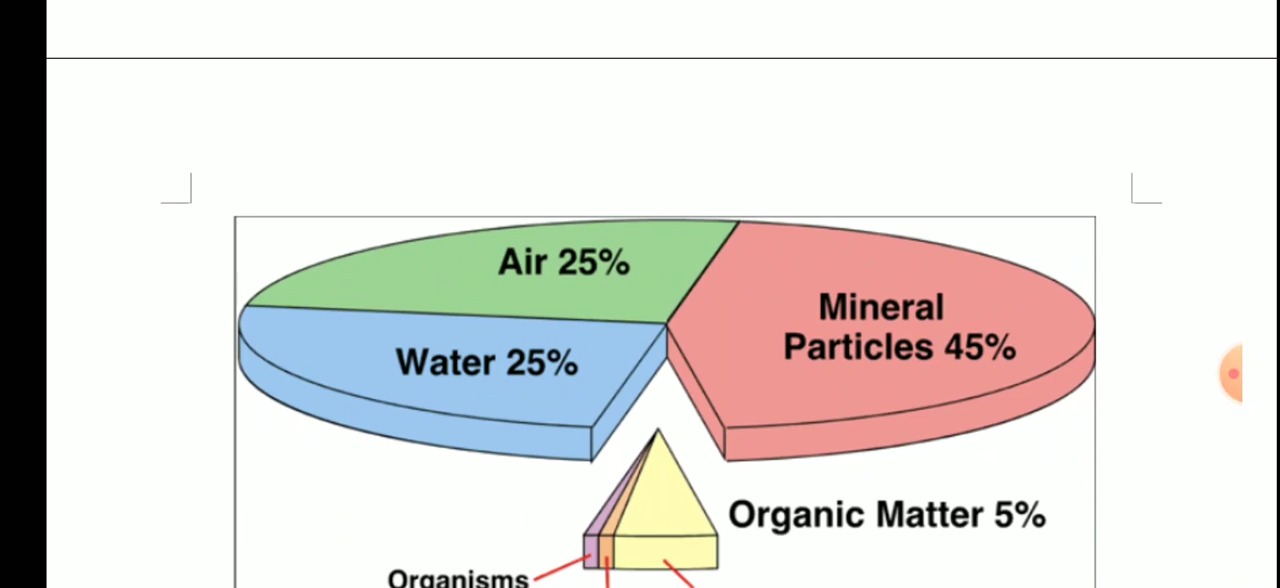 Air 25%
Mineral
Particles 45%
Water 25%
Organic Matter 5%
Organisms